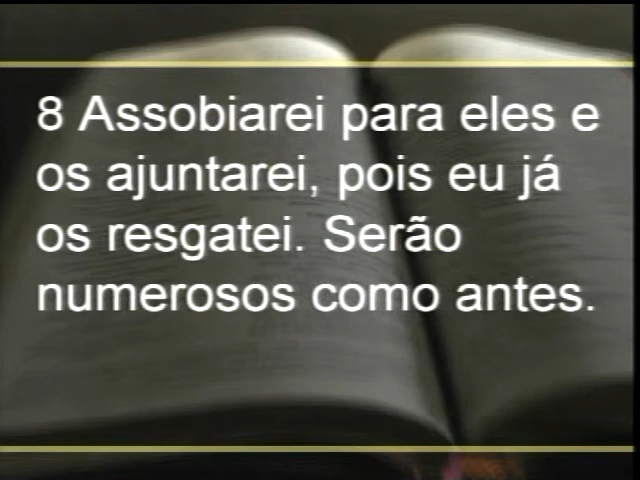 8 Assobiarei para eles e
os ajuntarei, pois eu já
os resgatei. Serão
numerosos como antes.